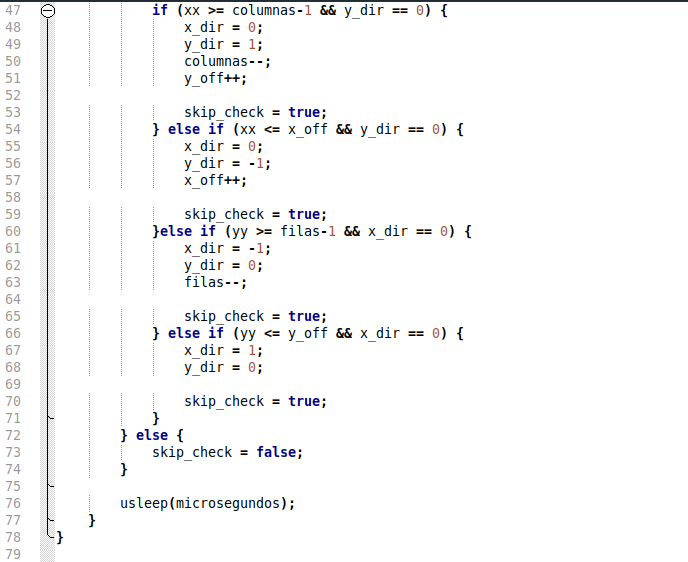 47 if (xx >= columnas-1 && y_dir == 0) {
48 x_dir = 0;
49 y_dir = 1;
50 columnas--;
51 y_off++;
52
53 skip_check = true;
54 } else if (xx <= x_off && y_dir == 0) {
55 x_dir = 0;
56 y_dir = -1;
57 x_off++;
58
59 skip_check = true;
60 }else if (yy >= filas-1 && x_dir == 0) {
61 x_dir = -1;
62 y_dir = 0;
63 filas--;
64
65 skip_check = true;
66 } else if (yy <= y_off && x_dir == 0) {
67 x_dir = 1;
68 y_dir = 0;
69
70 skip_check = true;
71 }
72 } else {
73 skip_check = false;
74 }
75
76 usleep(microsegundos);
77 }
78 }
79